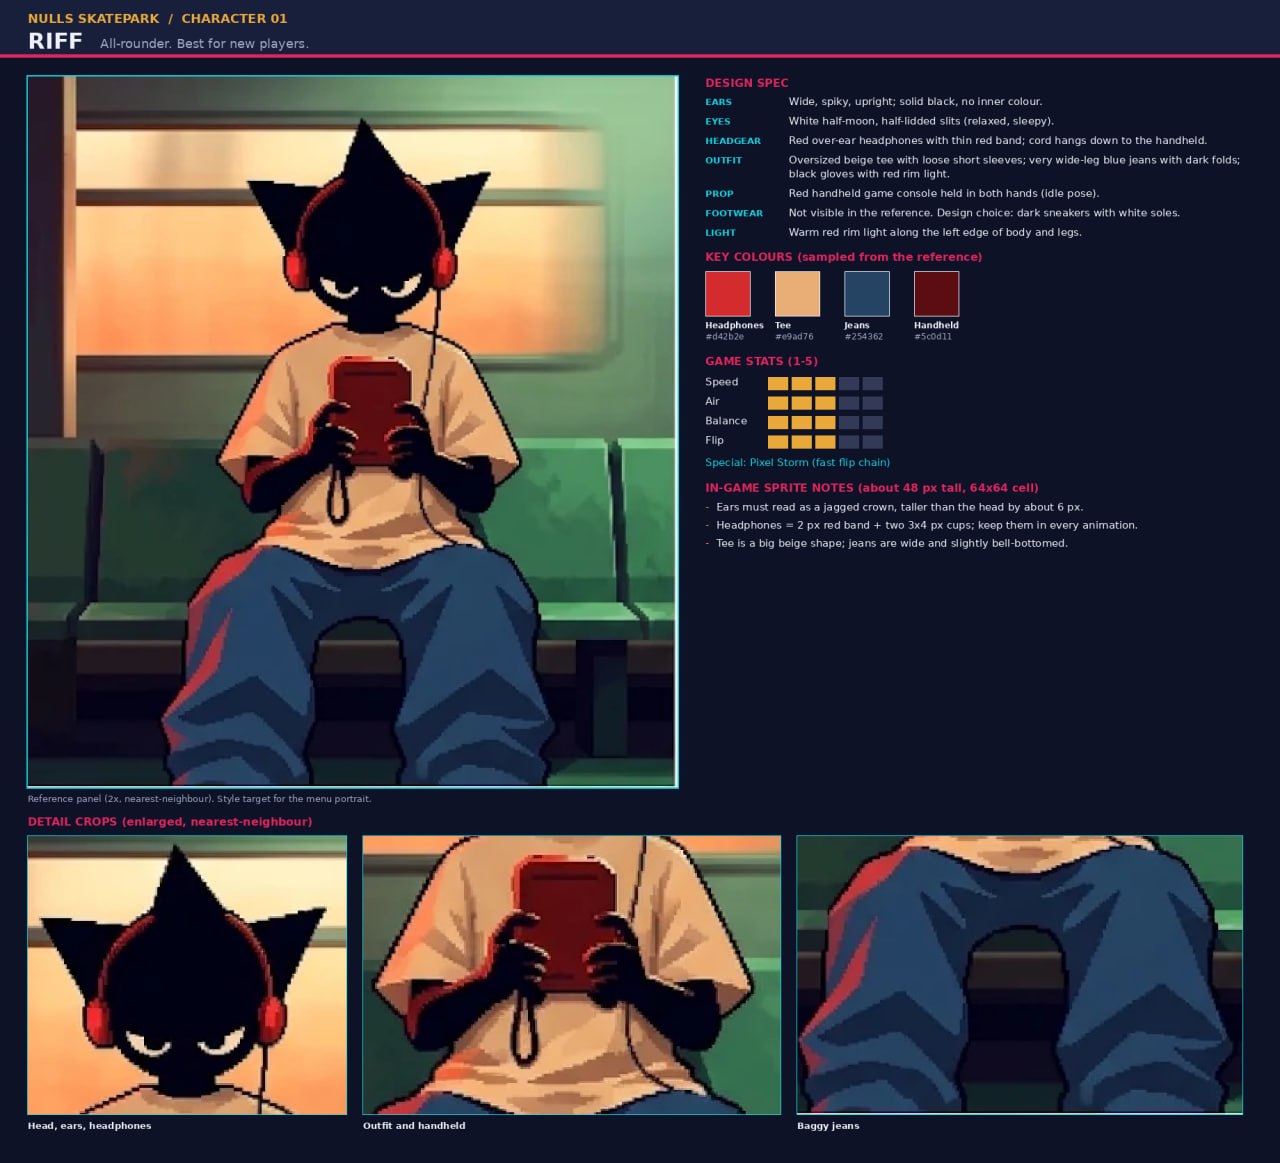 NULLS SKATEPARK / CHARACTER 01
RIFF All-rounder. Best for new players.
DESIGN SPEC
EARS Wide, spiky, upright; solid black, no inner colour.
EYES White half-moon, half-lidded slits (relaxed, sleepy).
HEADGEAR Red over-ear headphones with thin red band; cord hangs down to the handheld.
OUTFIT Oversized beige tee with loose short sleeves; very wide-leg blue jeans with dark folds;
black gloves with red rim light.
PROP Red handheld game console held in both hands (idle pose).
FOOTWEAR Not visible in the reference. Design choice: dark sneakers with white soles.
LIGHT Warm red rim light along the left edge of body and legs.
KEY COLOURS (sampled from the reference)
Headphones Tee Jeans Handheld
#d42b2e #e9ad76 #254362 #5c0d11
GAME STATS (1-5)
Speed
Air
Balance
Flip
Special: Pixel Storm (fast flip chain)
IN-GAME SPRITE NOTES (about 48 px tall, 64x64 cell)
- Ears must read as a jagged crown, taller than the head by about 6 px.
- Headphones = 2 px red band + two 3x4 px cups; keep them in every animation.
- Tee is a big beige shape; jeans are wide and slightly bell-bottomed.
Reference panel (2x, nearest-neighbour). Style target for the menu portrait.
DETAIL CROPS (enlarged, nearest-neighbour)
Head, ears, headphones
Outfit and handheld
Baggy jeans